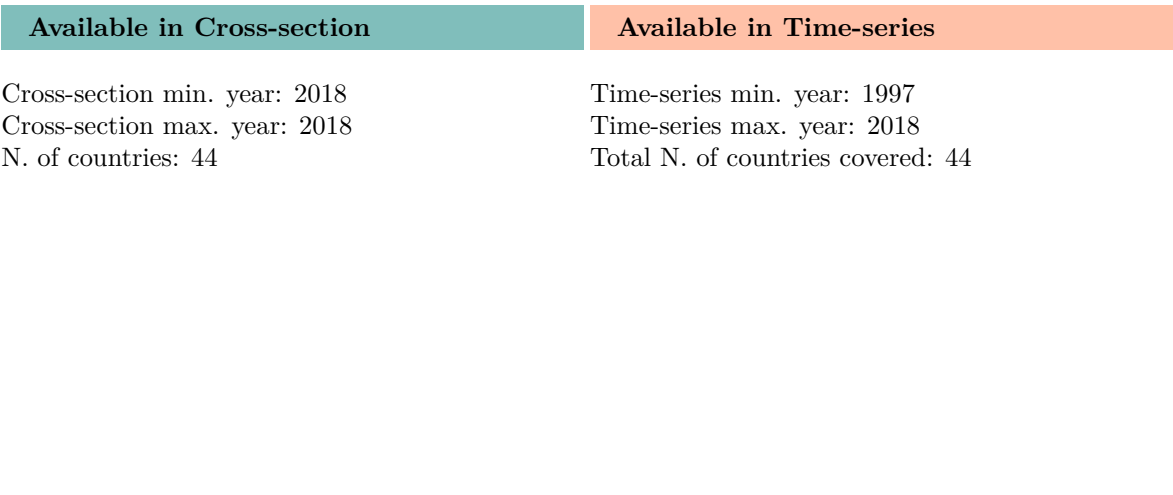 Available in Cross-section
Cross-section min. year: 2018
Cross-section max. year: 2018
N. of countries: 44
Available in Time-series
Time-series min. year: 1997
Time-series max. year: 2018
Total N. of countries covered: 44